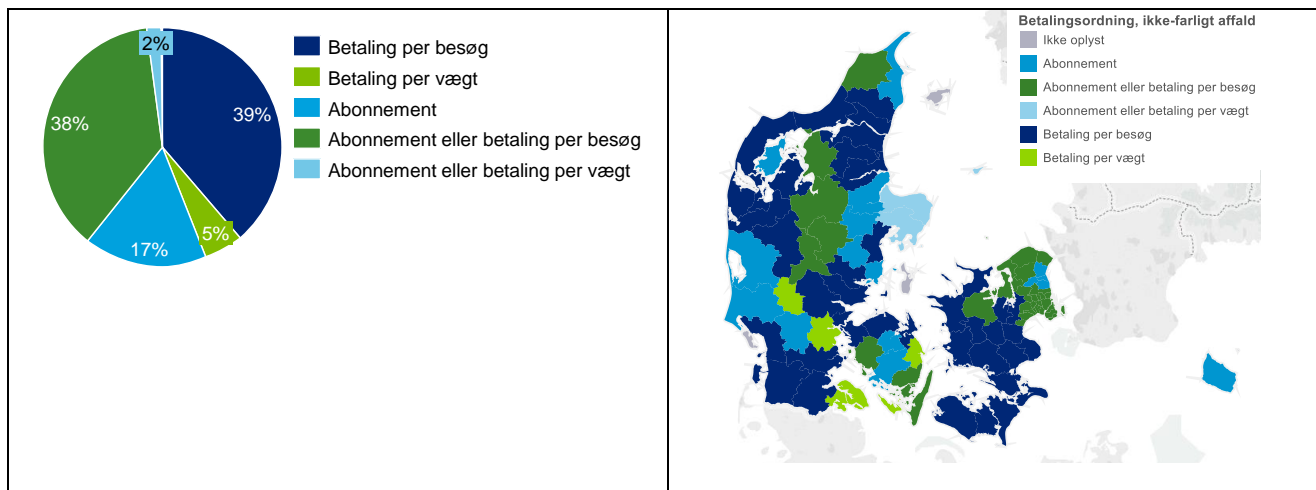 2%
39%
38%
17%
5%
Betaling per besøg
Betaling per vægt
Abonnement
Abonnement eller betaling per besøg
Abonnement eller betaling per vægt
Betalingsordning, ikke-farligt affald
Ikke oplyst
Abonnement
Abonnement eller betaling per besøg
Abonnement eller betaling per vægt
Betaling per besøg
Betaling per vægt